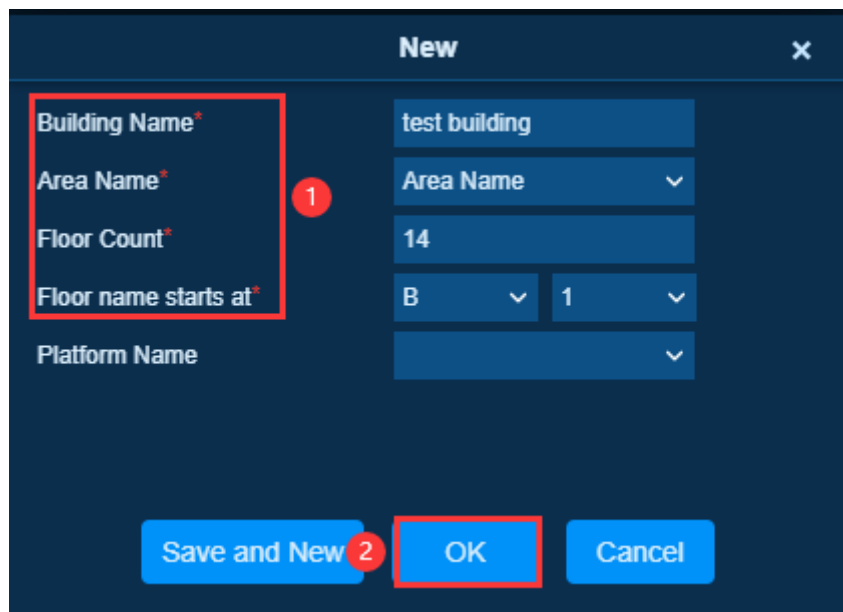 New ×
Building Name* test building
Area Name* Area Name
1
Floor Count* 14
Floor name starts at* B 1
Platform Name
Save and New 2 OK Cancel